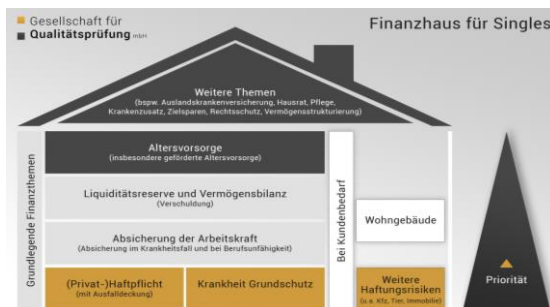 Gesellschaft für
Qualitätsprüfung mbH
Finanzhaus für Singles
Weitere Themen
(bspw. Auslandskrankenversicherung, Hausrat, Pflege,
Krankenzusatz, Zielsparen, Rechtsschutz, Vermögensstrukturierung)
Grundlegende Finanzthemen
Altersvorsorge
(insbesondere geförderte Altersvorsorge)
Liquiditätsreserve und Vermögensbilanz
(Verschuldung)
Absicherung der Arbeitskraft
(Absicherung im Krankheitsfall und bei Berufsunfähigkeit)
(Privat-)Haftpflicht
(mit Ausfalldeckung)
Krankheit Grundschutz
Bei Kundenbedarf
Wohngebäude
Weitere
Haftungsrisiken
(u.a. Kfz, Tier, Immobilie)
Priorität